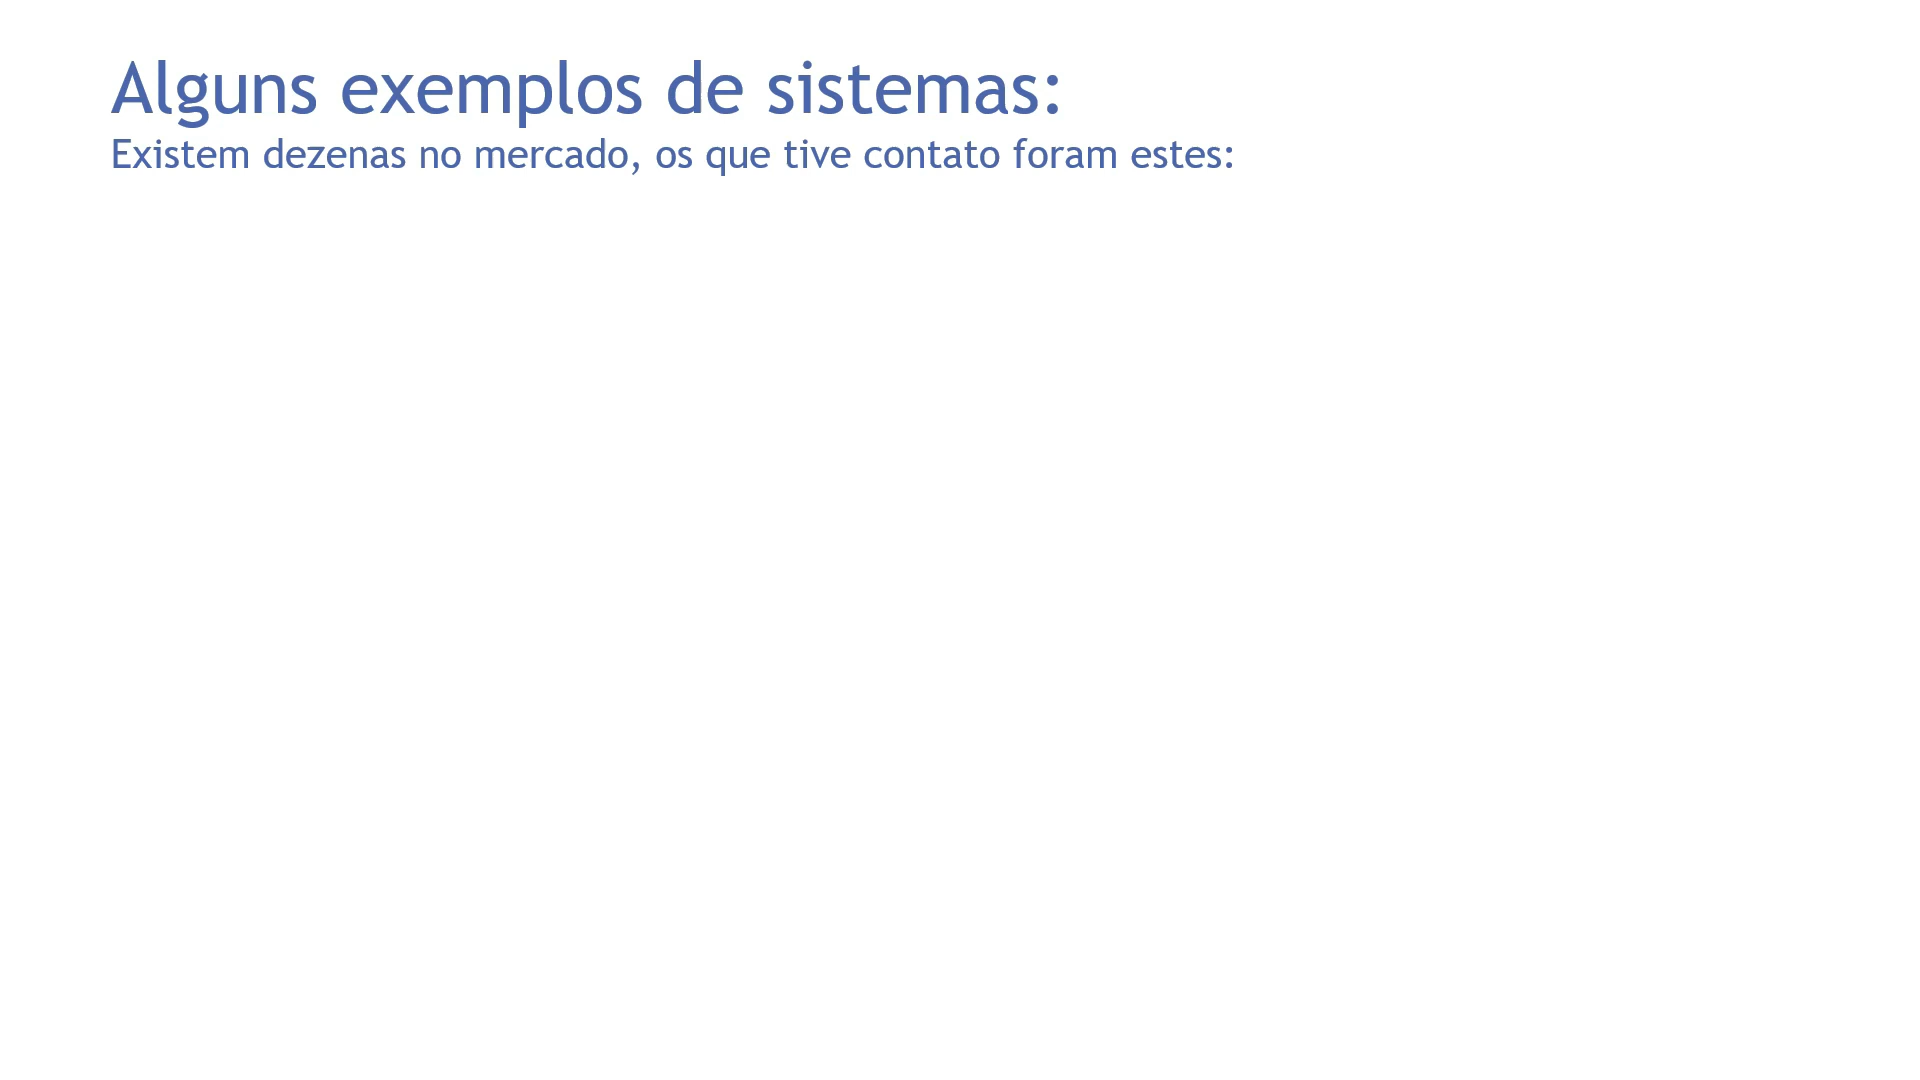 Alguns exemplos de sistemas:
Existem dezenas no mercado, os que tive contato foram estes: